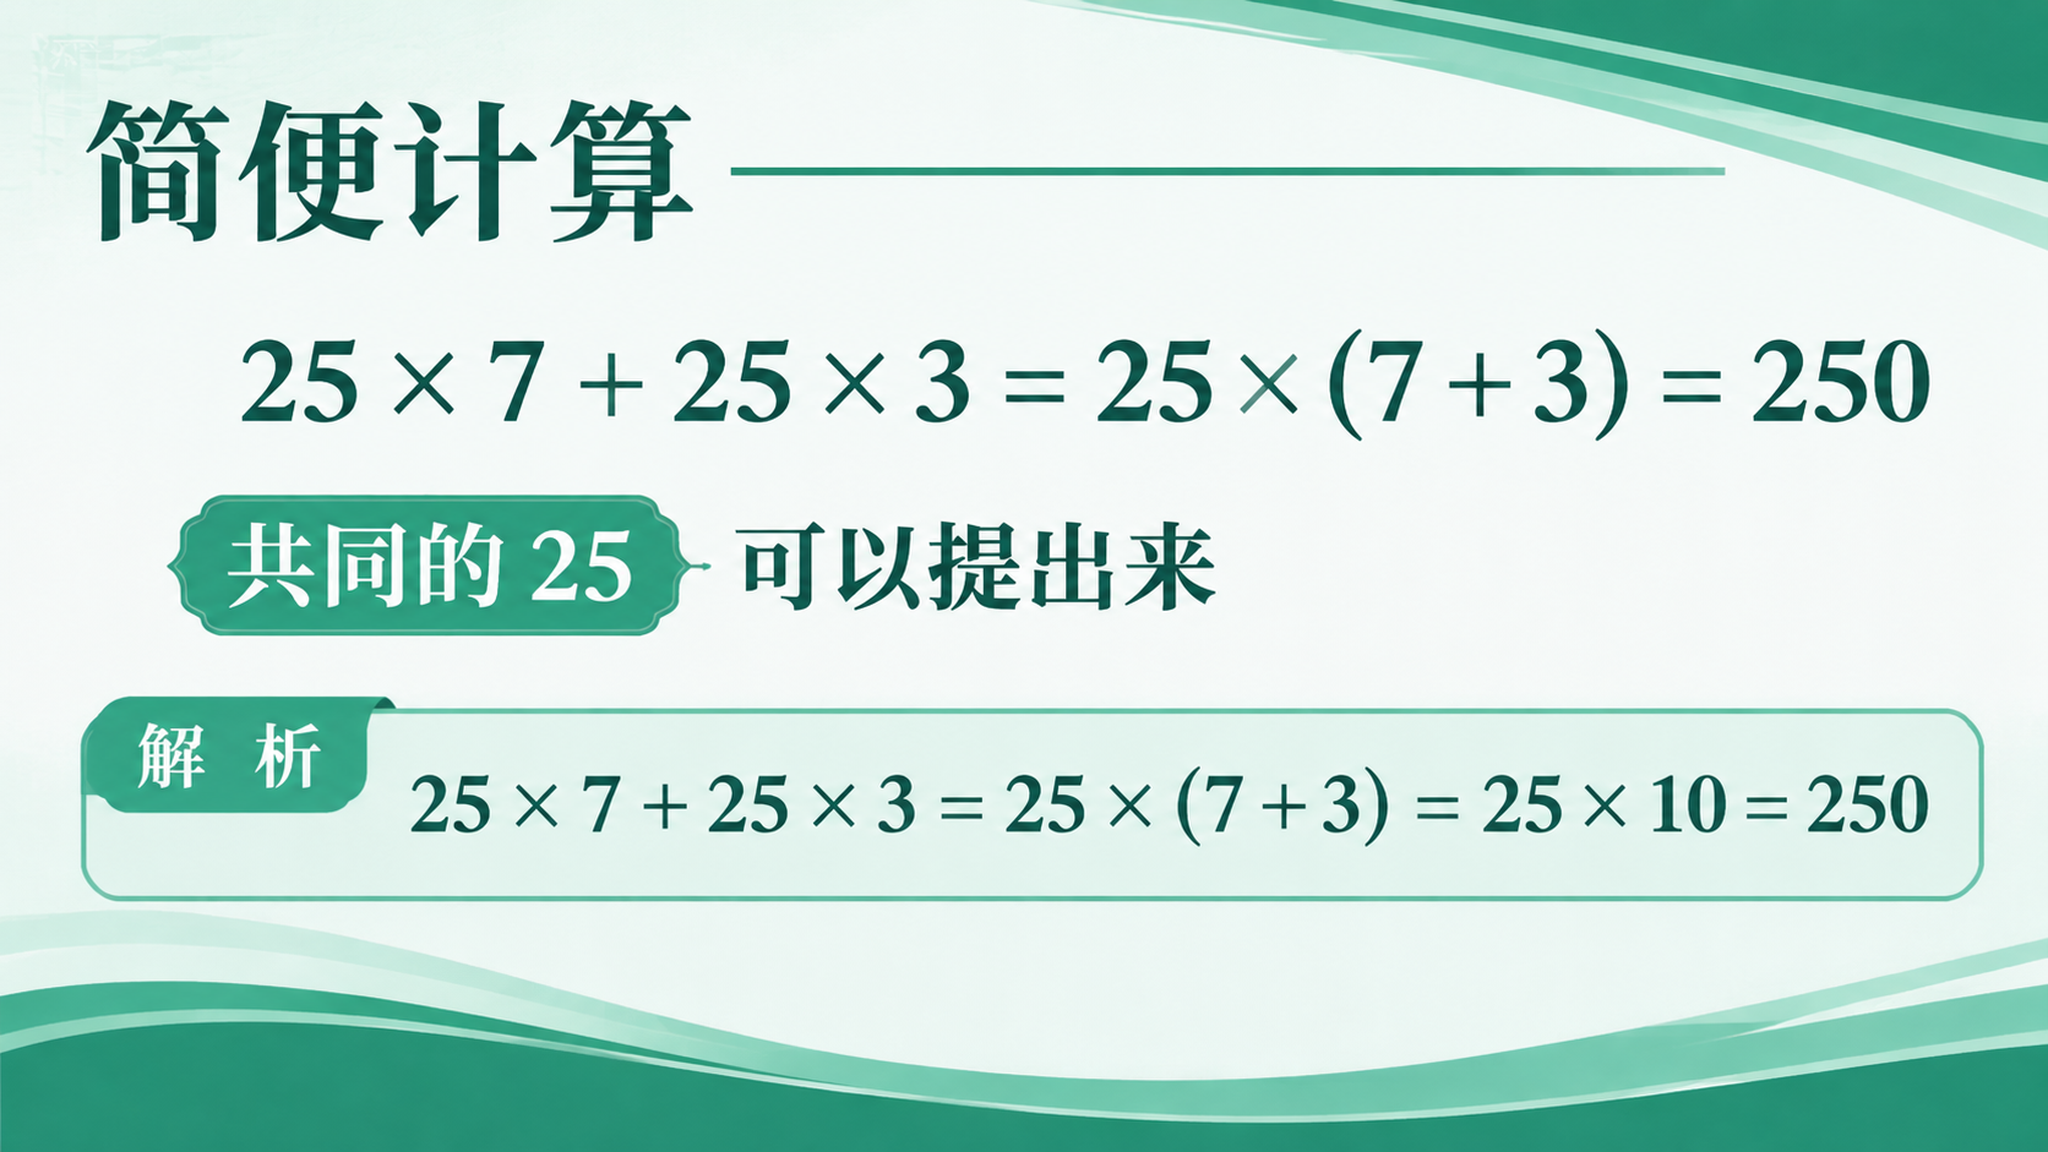 简便计算
25 × 7 + 25 × 3 = 25 × (7 + 3) = 250
共同的 25 可以提出来
解 析
25 × 7 + 25 × 3 = 25 × (7 + 3) = 25 × 10 = 250